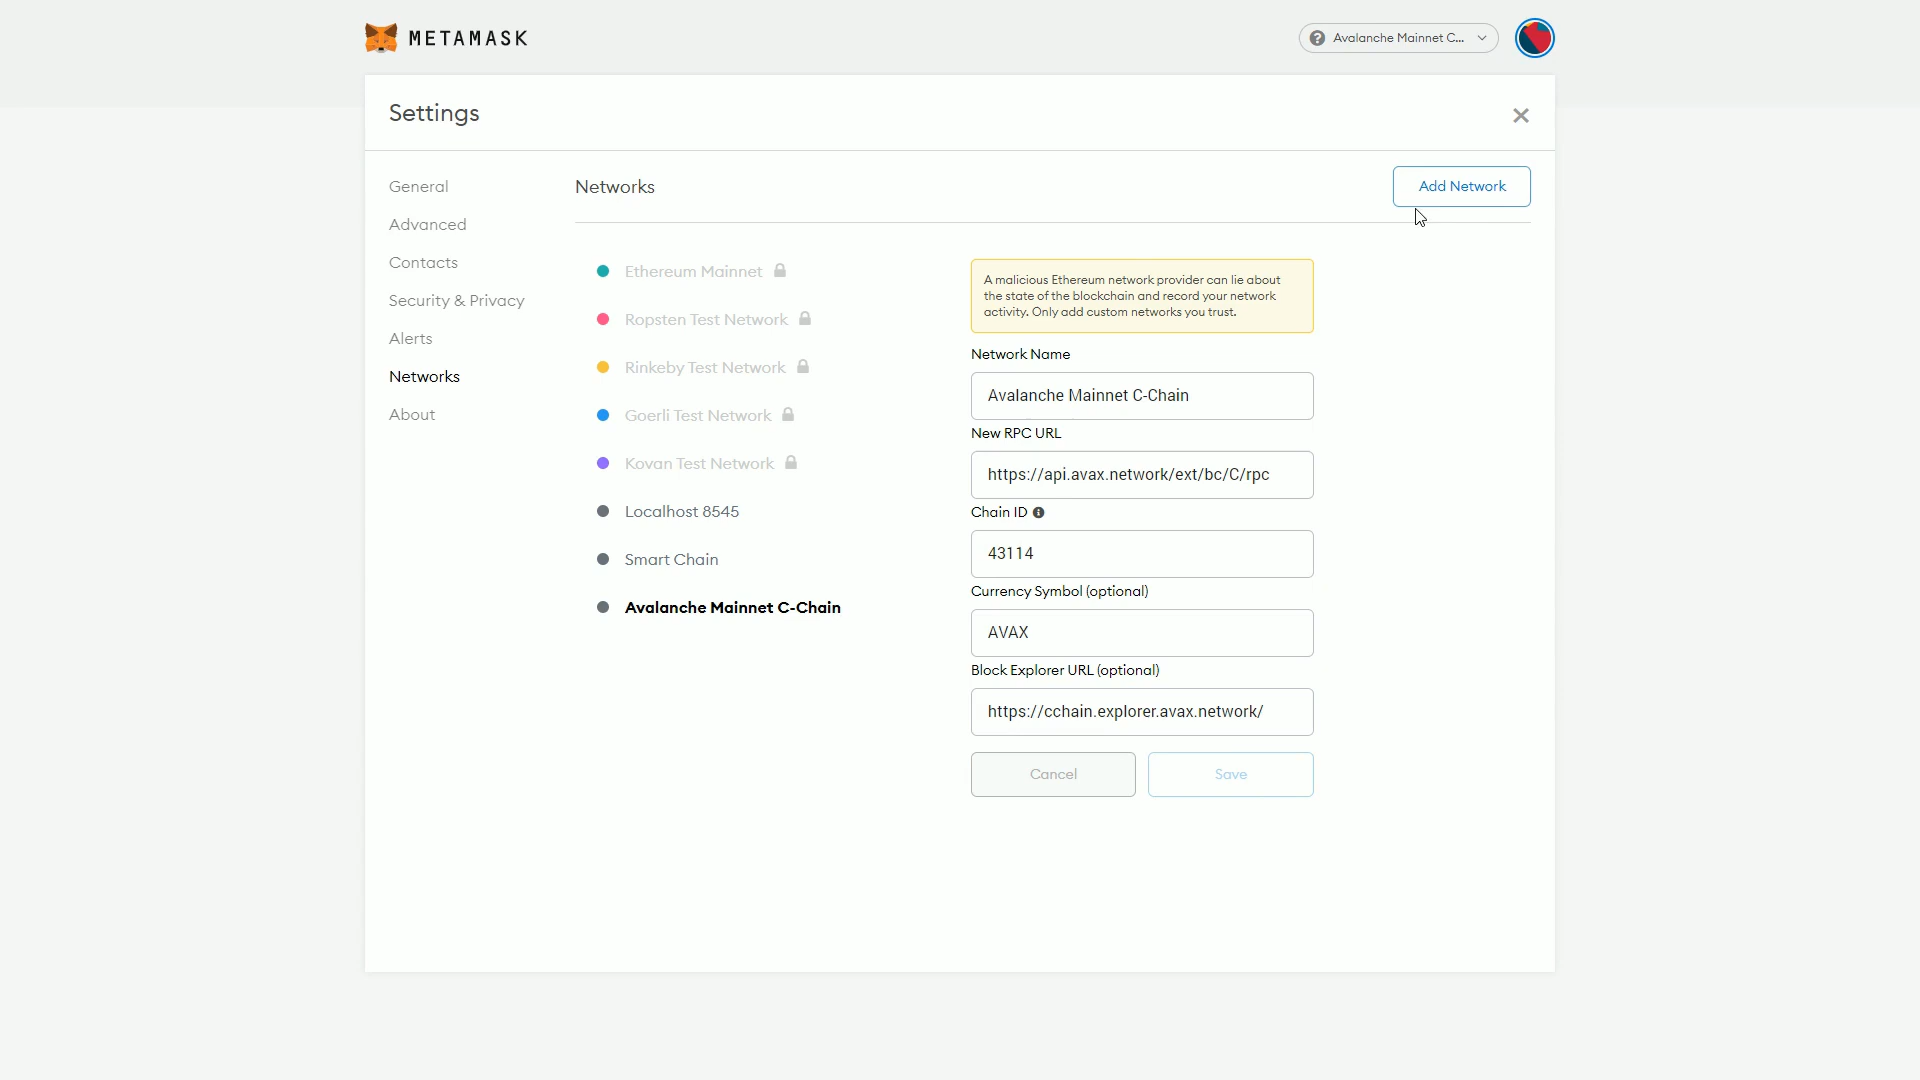 METAMASK
Avalanche Mainnet C...
Settings
General
Advanced
Contacts
Security & Privacy
Alerts
Networks
About
Networks
Add Network
Ethereum Mainnet
Ropsten Test Network
Rinkeby Test Network
Goerli Test Network
Kovan Test Network
Localhost 8545
Smart Chain
Avalanche Mainnet C-Chain
A malicious Ethereum network provider can lie about
the state of the blockchain and record your network
activity. Only add custom networks you trust.
Network Name
Avalanche Mainnet C-Chain
New RPC URL
https://api.avax.network/ext/bc/C/rpc
Chain ID
43114
Currency Symbol (optional)
AVAX
Block Explorer URL (optional)
https://cchain.explorer.avax.network/
Cancel
Save